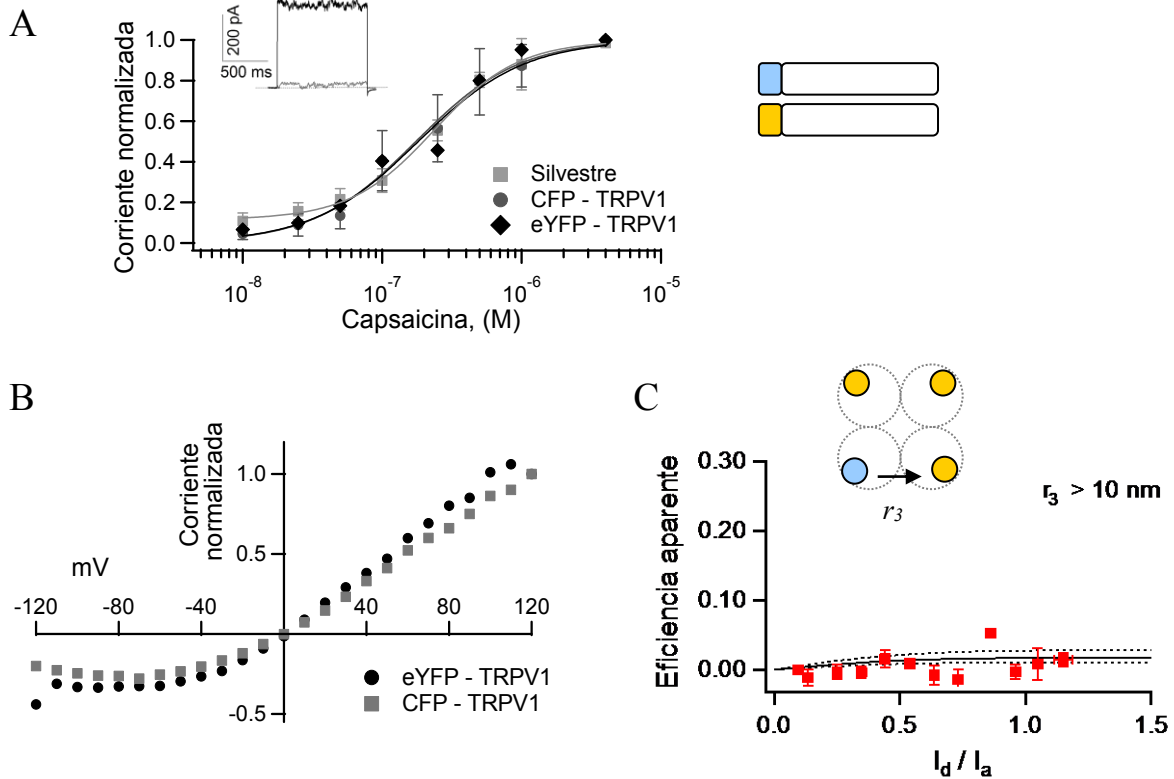 A
200 pA
500 ms
Corriente normalizada
1.0
0.8
0.6
0.4
0.2
0.0
Silvestre
CFP - TRPV1
eYFP - TRPV1
10⁻⁸
10⁻⁷
10⁻⁶
10⁻⁵
Capsaicina, (M)
B
Corriente
normalizada
1.0
0.5
-0.5
mV
-120
-80
-40
40
80
120
eYFP - TRPV1
CFP - TRPV1
C
r₃
r₃ > 10 nm
Eficiencia aparente
0.30
0.20
0.10
0.00
0.0
0.5
1.0
1.5
I_d / I_a